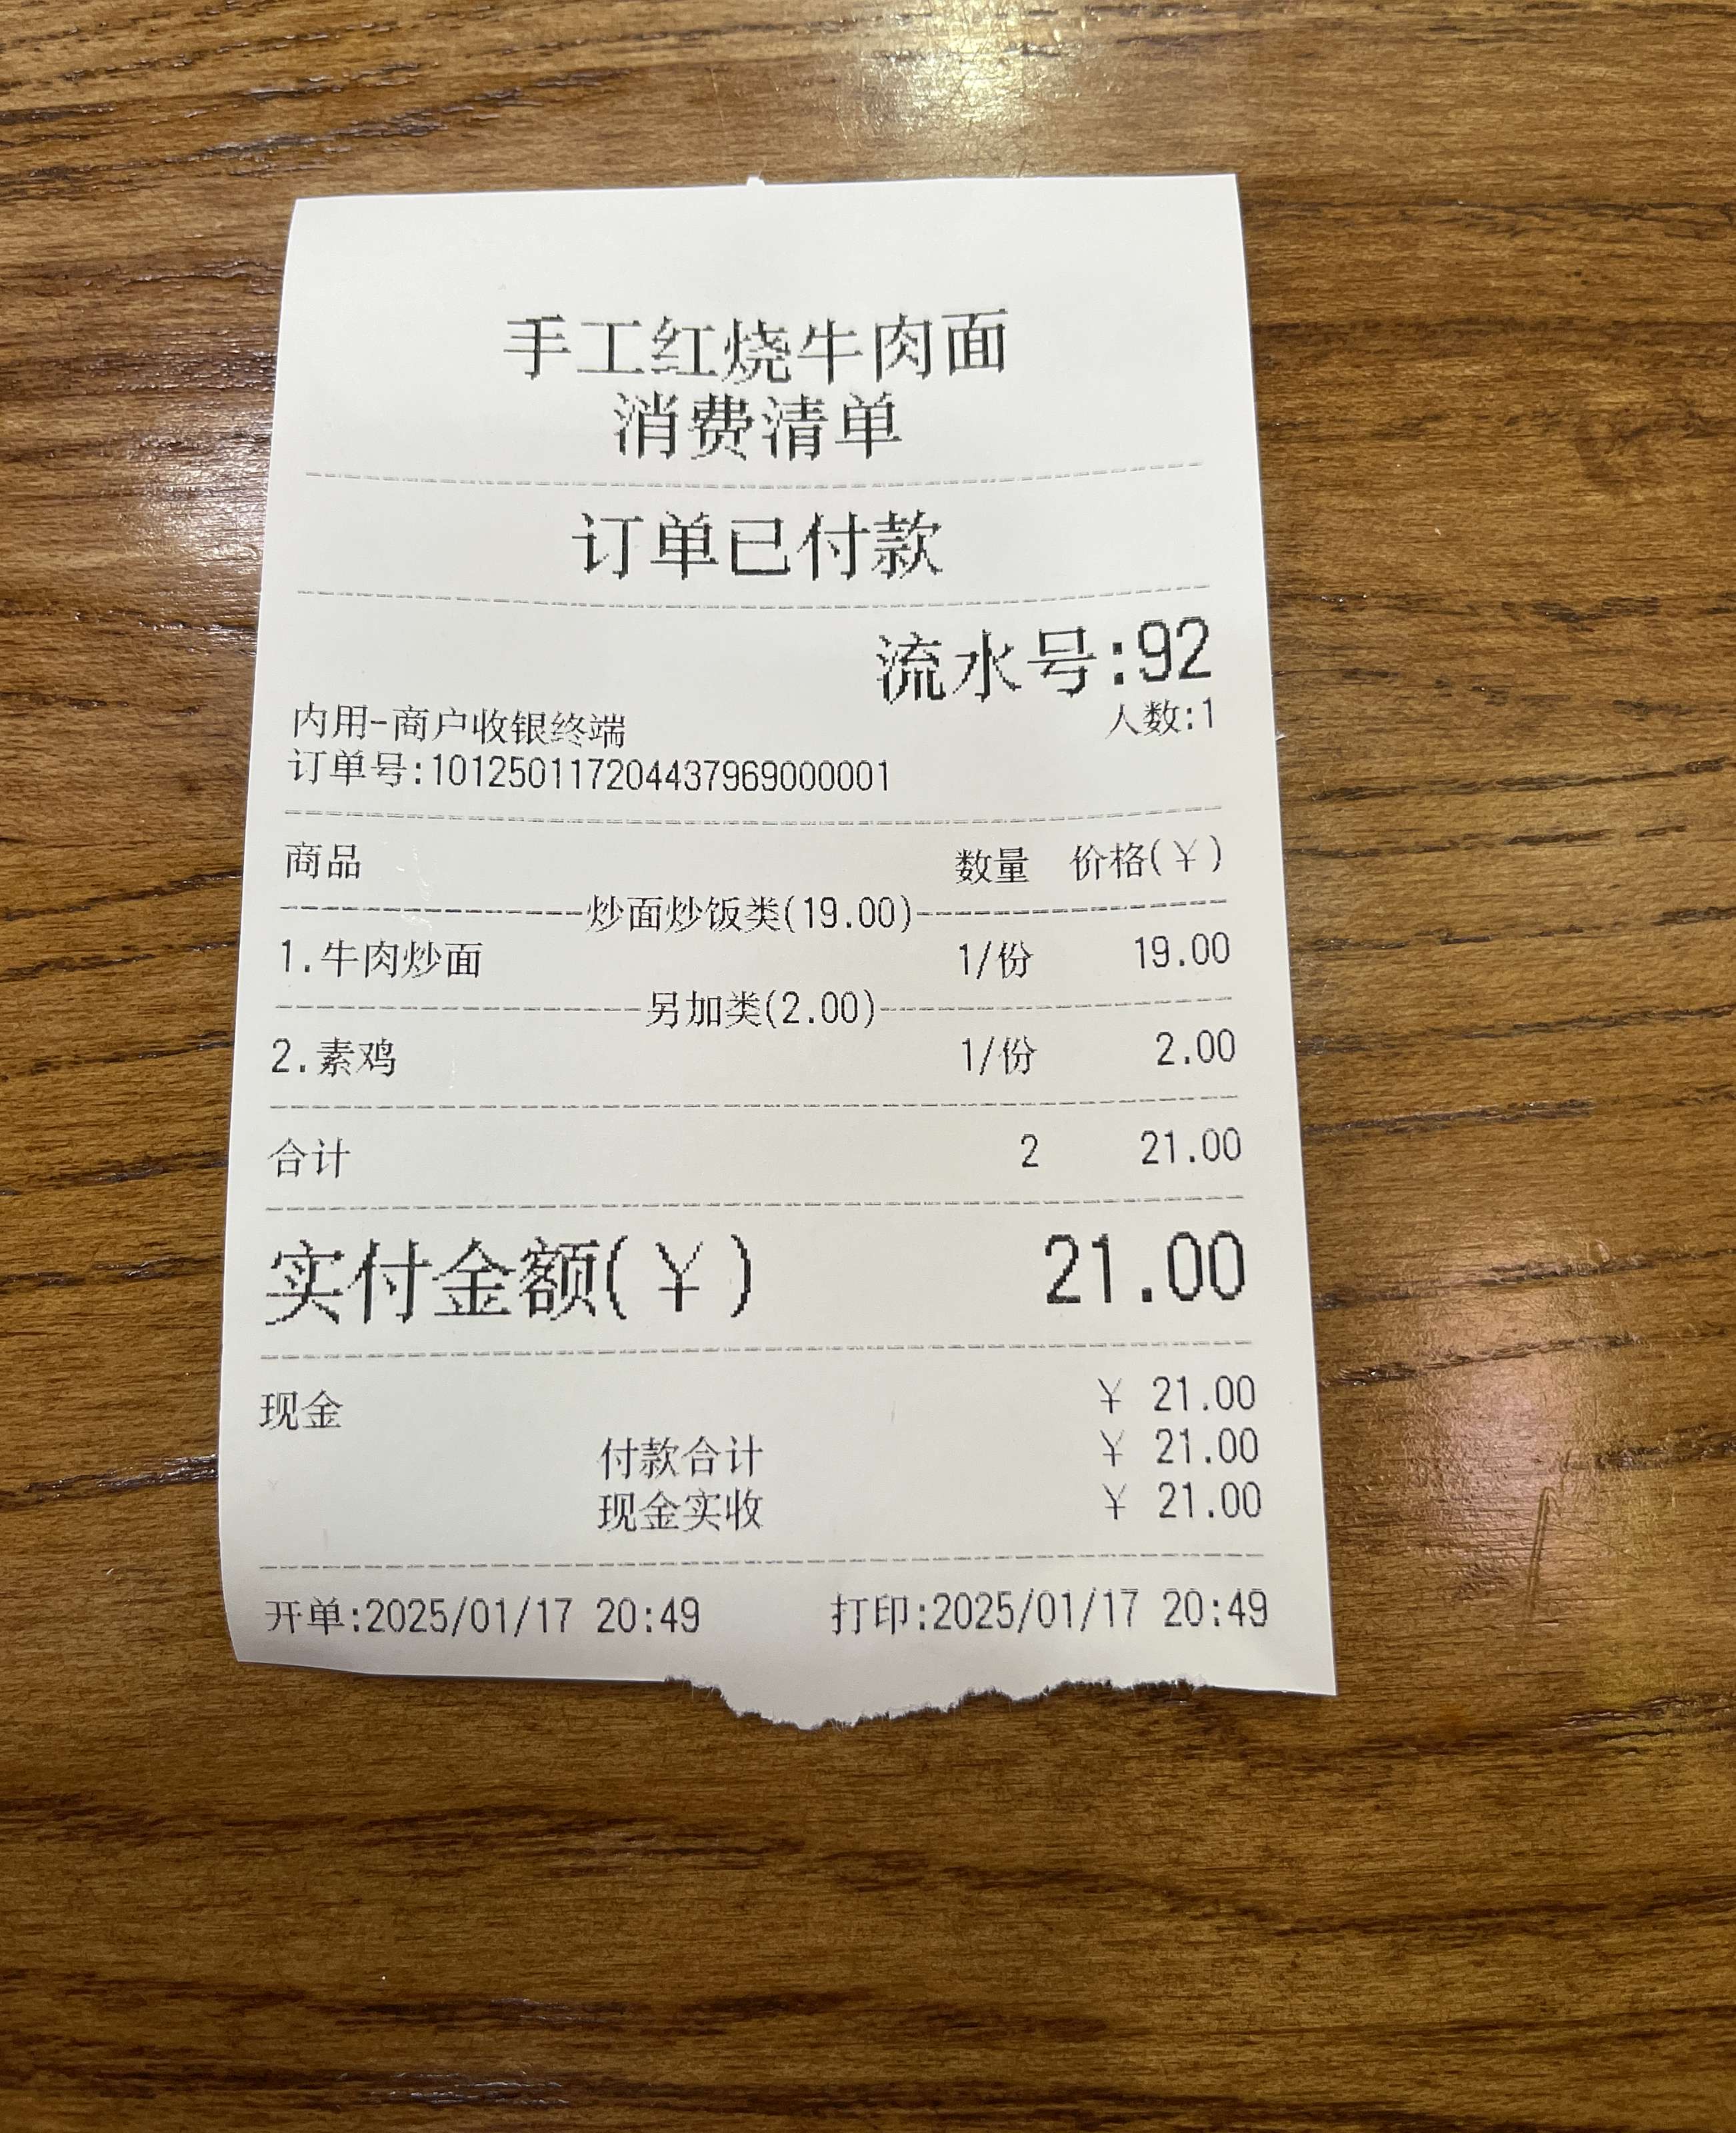 手工红烧牛肉面
消费清单
订单已付款
流水号:92
内用-商户收银终端 人数:1
订单号:101250117204437969000001
商品 数量 价格(￥)
炒面炒饭类(19.00)
1.牛肉炒面 1/份 19.00
另加类(2.00)
2.素鸡 1/份 2.00
合计 2 21.00
实付金额(￥) 21.00
现金 ￥ 21.00
付款合计 ￥ 21.00
现金实收 ￥ 21.00
开单:2025/01/17 20:49 打印:2025/01/17 20:49